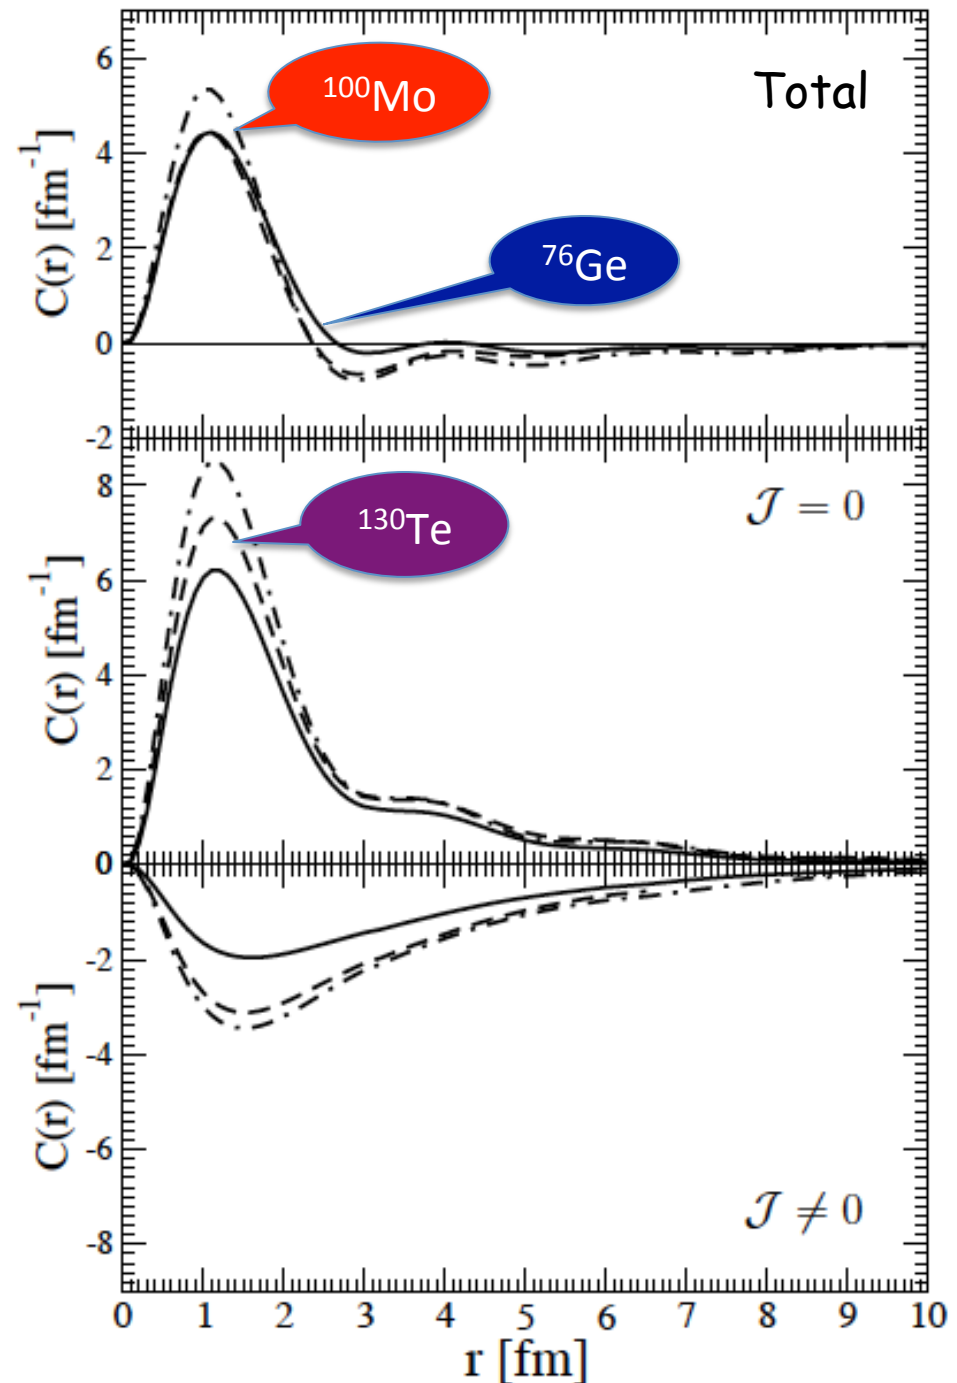 6
4
2
0
-2
C(r) [fm⁻¹]
¹⁰⁰Mo
Total
⁷⁶Ge
8
6
4
2
0
C(r) [fm⁻¹]
𝒥 = 0
¹³⁰Te
-2
-4
-6
-8
C(r) [fm⁻¹]
𝒥 ≠ 0
0 1 2 3 4 5 6 7 8 9 10
r [fm]